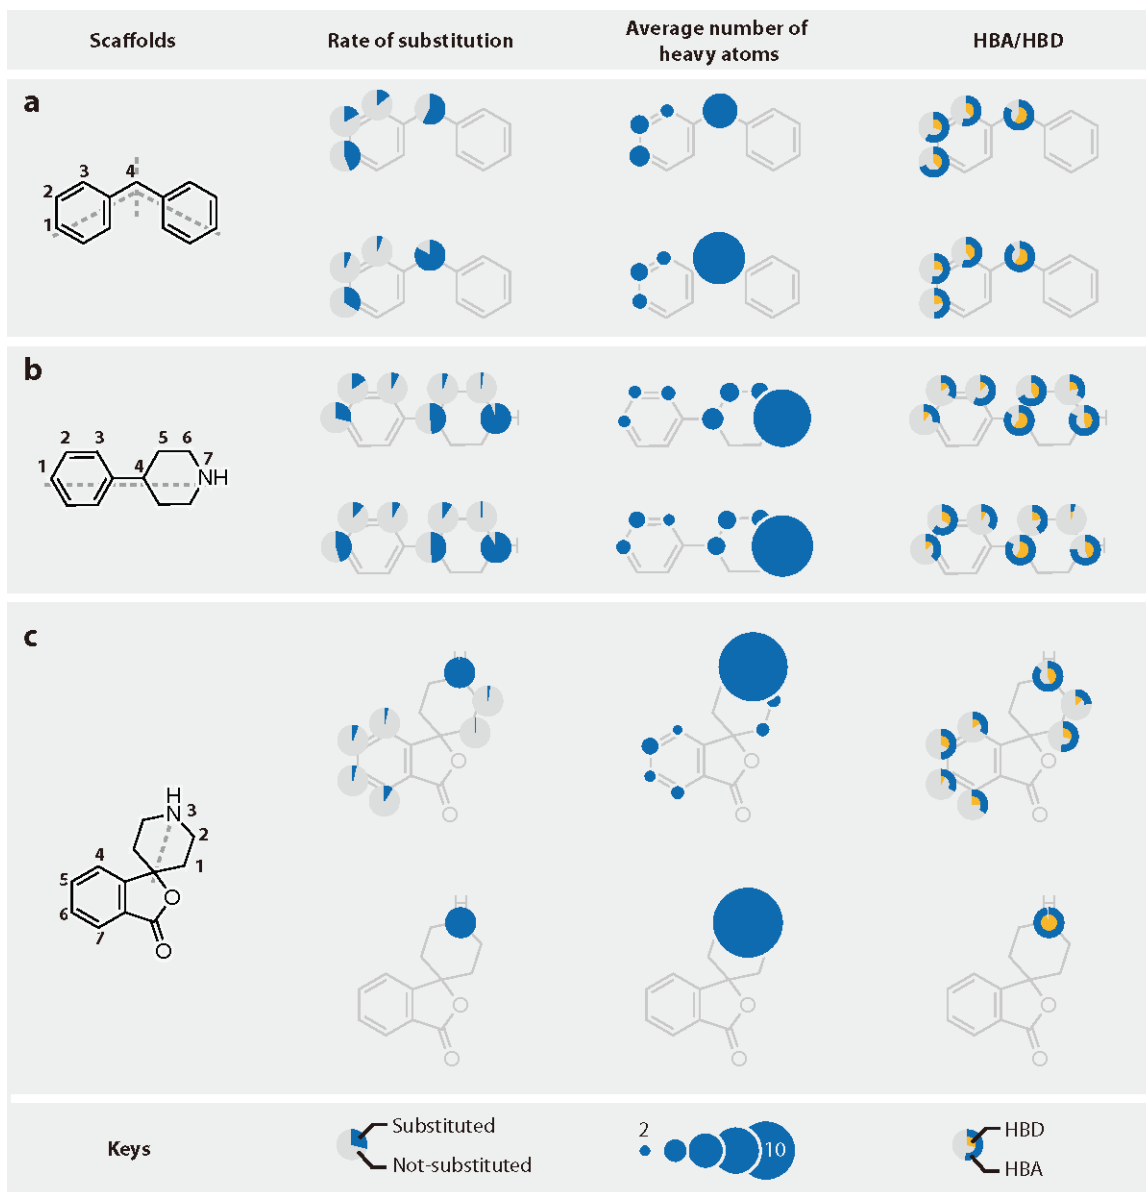 Scaffolds
Rate of substitution
Average number of
heavy atoms
HBA/HBD
a
1
2
3
4
b
1
2
3
4
5
6
7
NH
H
H
c
H
N
3
2
1
4
5
6
7
O
O
H
O
O
O
O
H
O
O
H
O
O
O
O
H
O
O
Keys
Substituted
Not-substituted
2
10
HBD
HBA